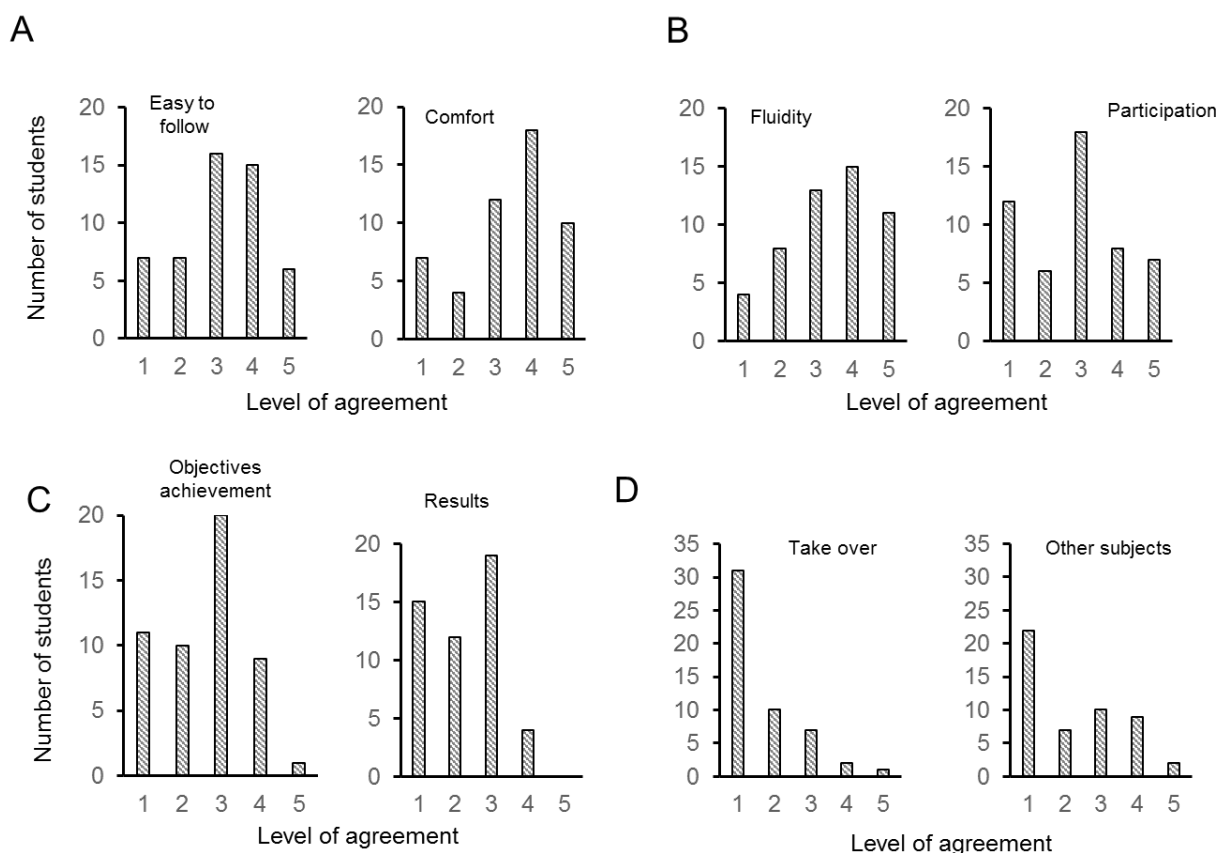 A
B
Easy to
follow
Comfort
Fluidity
Participation
Number of students
20
15
10
5
0
1 2 3 4 5
20
15
10
5
0
1 2 3 4 5
Level of agreement
20
15
10
5
0
1 2 3 4 5
20
15
10
5
0
1 2 3 4 5
Level of agreement
C
Objectives
achievement
Results
D
Take over
Other subjects
Number of students
20
15
10
5
0
1 2 3 4 5
20
15
10
5
0
1 2 3 4 5
Level of agreement
35
30
25
20
15
10
5
0
1 2 3 4 5
35
30
25
20
15
10
5
0
1 2 3 4 5
Level of agreement